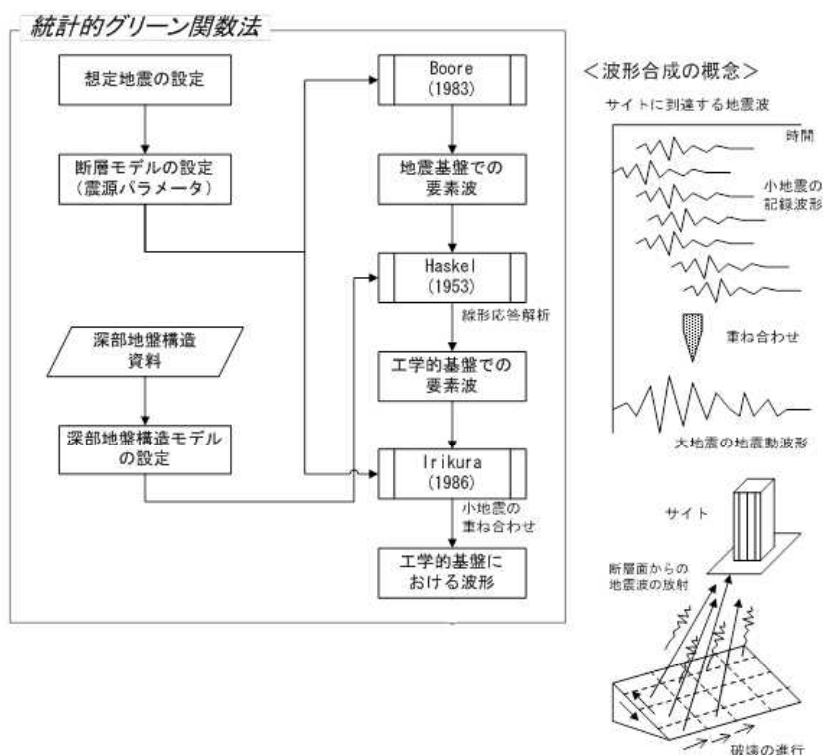 統計的グリーン関数法
想定地震の設定
断層モデルの設定
(震源パラメータ)
深部地盤構造
資料
深部地盤構造モデル
の設定
Boore
(1983)
地震基盤での
要素波
Haskel
(1953)
線形応答解析
工学的基盤での
要素波
Irikura
(1986)
小地震の
重ね合わせ
工学的基盤に
おける波形
＜波形合成の概念＞
サイトに到達する地震波
時間
小地震の
記録波形
重ね合わせ
大地震の地震動波形
サイト
断層面からの
地震波の放射
破壊の進行